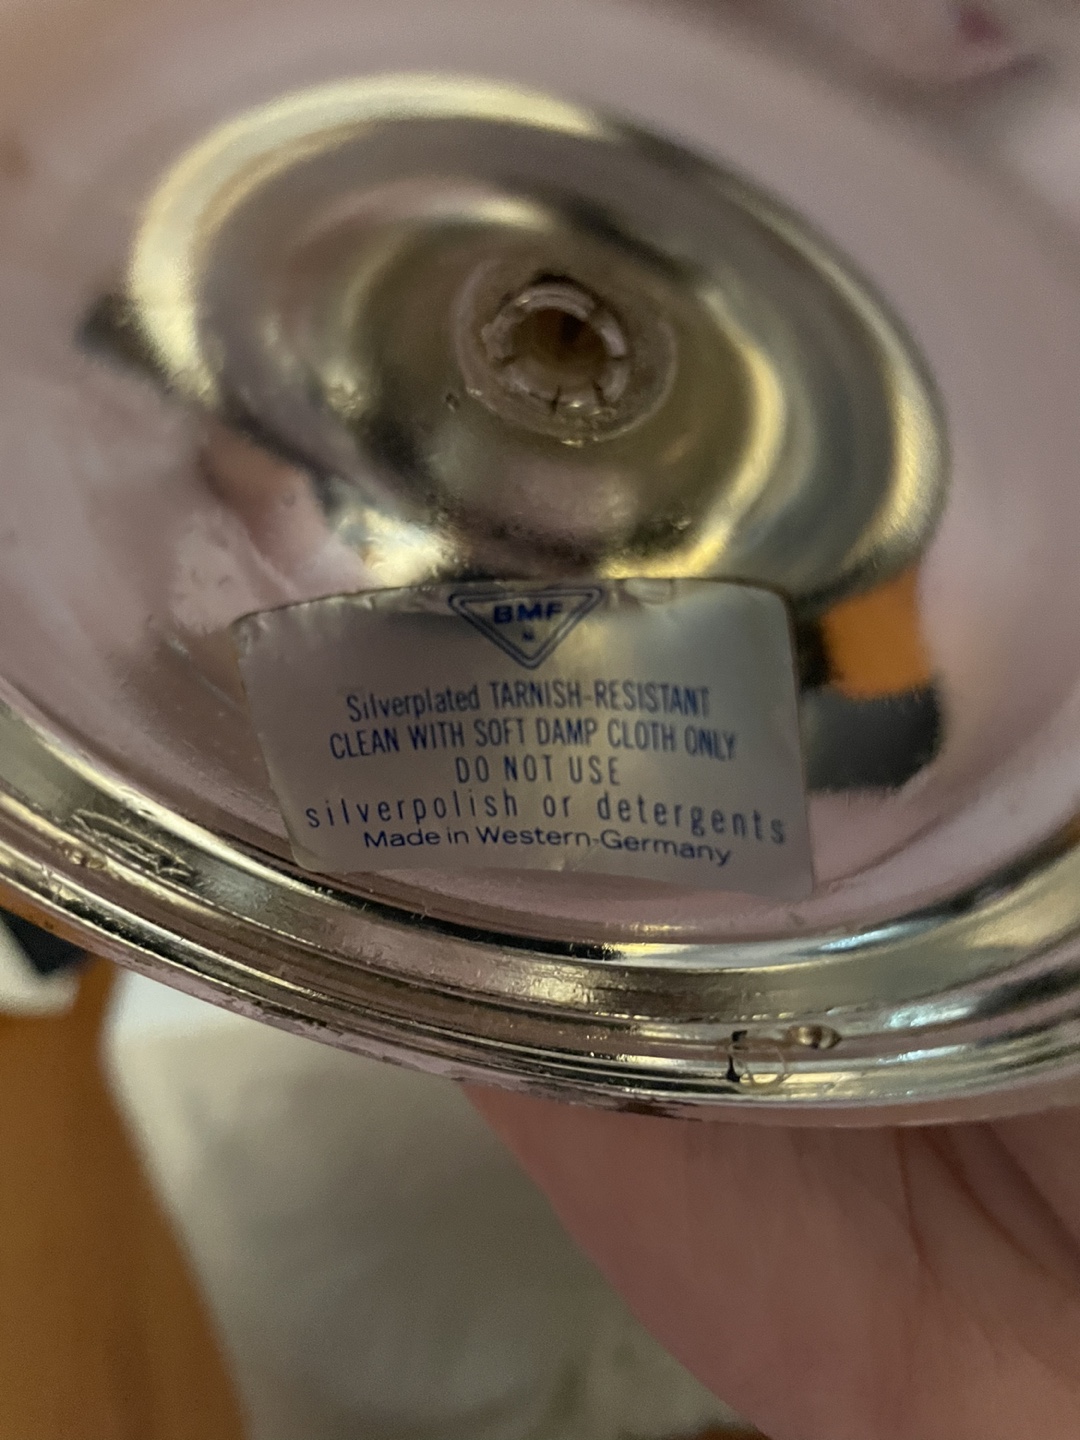 BMF
N
Silverplated TARNISH-RESISTANT
CLEAN WITH SOFT DAMP CLOTH ONLY
DO NOT USE
silverpolish or detergents
Made in Western-Germany